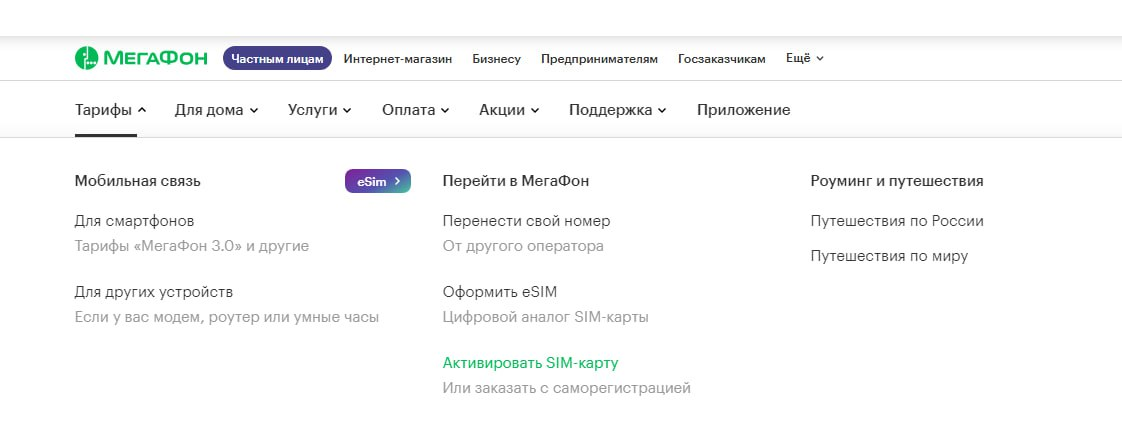 МЕГАФОН Частным лицам Интернет-магазин Бизнесу Предпринимателям Госзаказчикам Ещё
Тарифы Для дома Услуги Оплата Акции Поддержка Приложение
Мобильная связь eSim Перейти в МегаФон Роуминг и путешествия
Для смартфонов Перенести свой номер Путешествия по России
Тарифы «МегаФон 3.0» и другие От другого оператора
Путешествия по миру
Для других устройств Оформить eSIM
Если у вас модем, роутер или умные часы Цифровой аналог SIM-карты
Активировать SIM-карту
Или заказать с саморегистрацией